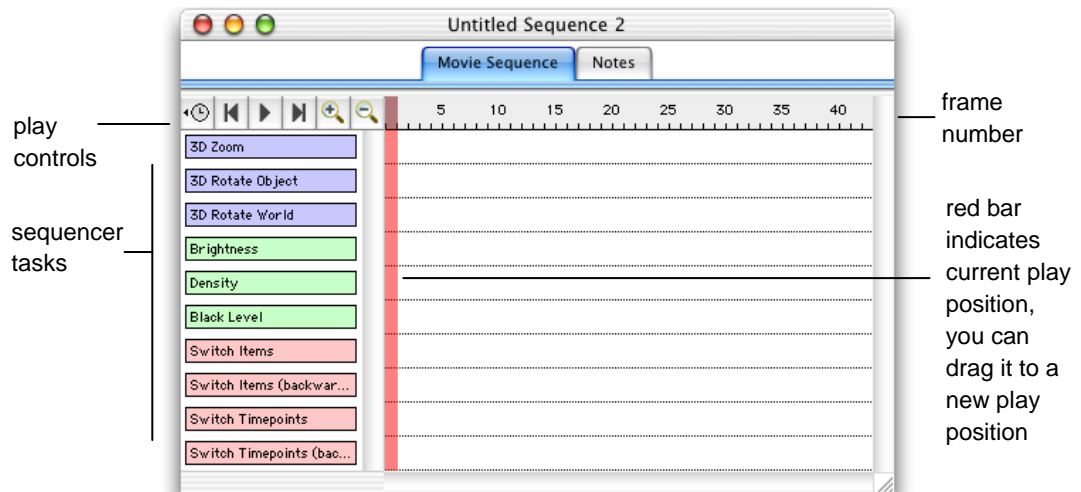 Untitled Sequence 2
Movie Sequence Notes
5 10 15 20 25 30 35 40
play
controls
sequencer
tasks
3D Zoom
3D Rotate Object
3D Rotate World
Brightness
Density
Black Level
Switch Items
Switch Items (backwar...
Switch Timepoints
Switch Timepoints (bac...
frame
number
red bar
indicates
current play
position,
you can
drag it to a
new play
position